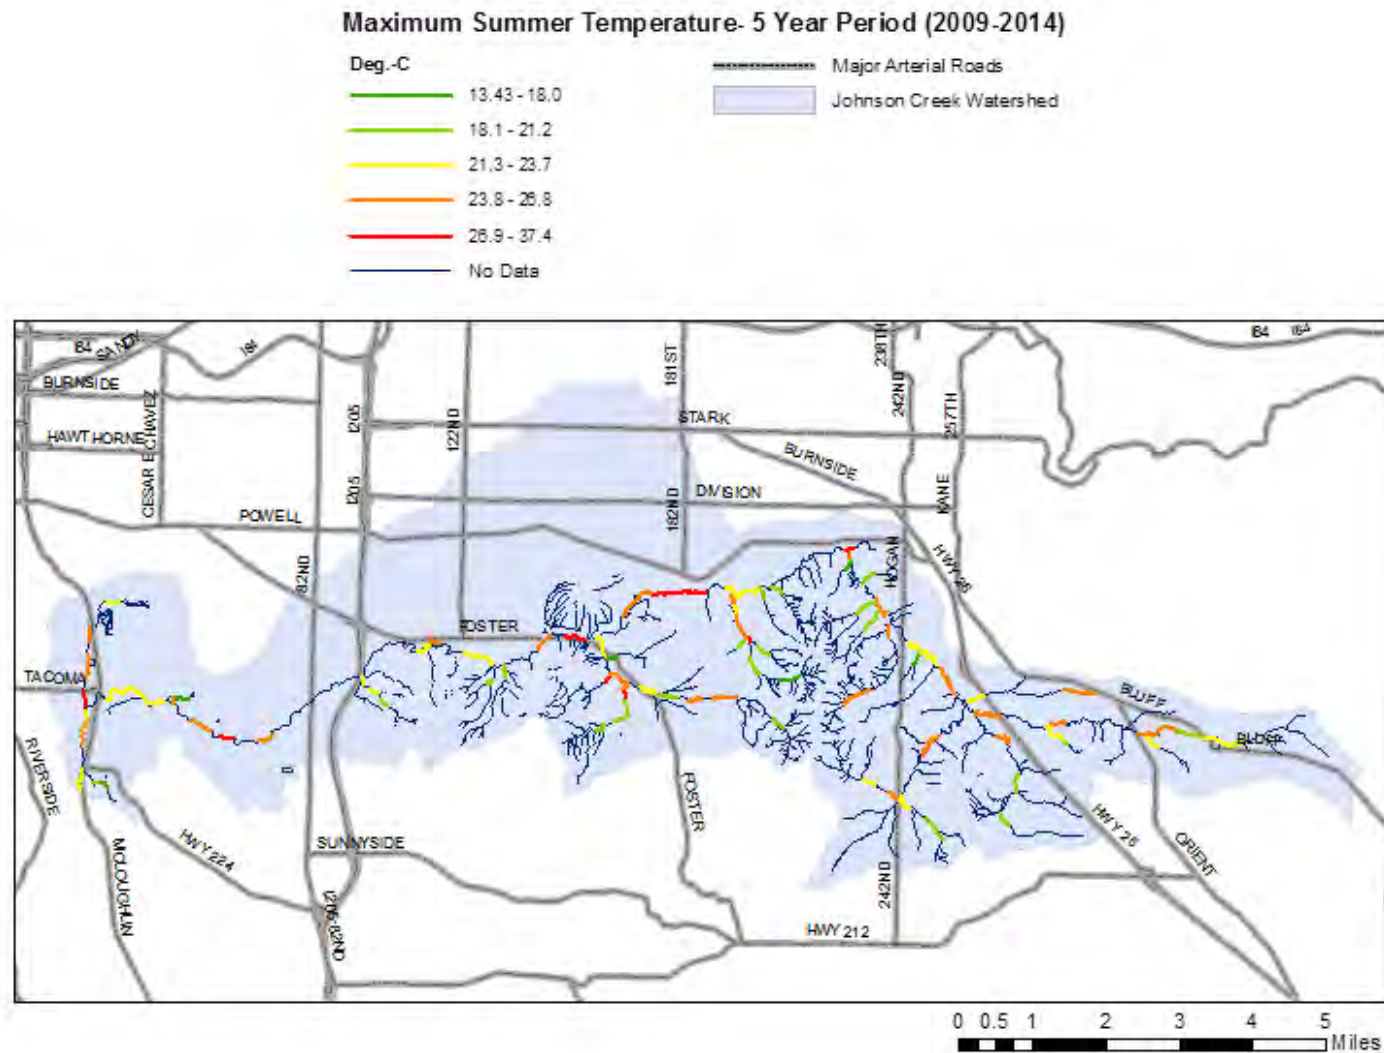 Maximum Summer Temperature- 5 Year Period (2009-2014)
Deg.-C
13.43 - 18.0
18.1 - 21.2
21.3 - 23.7
23.8 - 26.8
26.9 - 37.4
No Data
Major Arterial Roads
Johnson Creek Watershed
I84
SANDY
I84
I84
I84
BURNSIDE
HAWTHORNE
CESAR E CHAVEZ
POWELL
I205
I205
122ND
181ST
182ND
STARK
DIVISION
BURNSIDE
238TH
242ND
257TH
KANE
HOGAN
HWY 26
82ND
FOSTER
TACOMA
BLUFF
RIVERSIDE
FOSTER
HWY 224
SUNNYSIDE
HWY 26
ORIENT
242ND
HWY 212
0 0.5 1 2 3 4 5
Miles